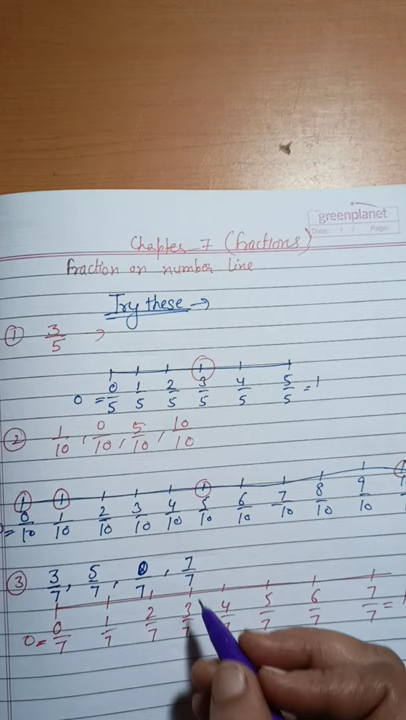 greenplanet
Date: / / Page:
Chapter - 7 (fractions)
fraction on number line
Try these →
① 3/5 →
0 = 0/5 1/5 2/5 3/5 4/5 5/5 = 1
② 1/10, 0/10, 5/10, 10/10
= 0/10 1/10 2/10 3/10 4/10 5/10 6/10 7/10 8/10 9/10
③ 3/7, 5/7, 0/7, 7/7
0 = 0/7 1/7 2/7 3/7 4/7 5/7 6/7 7/7 =